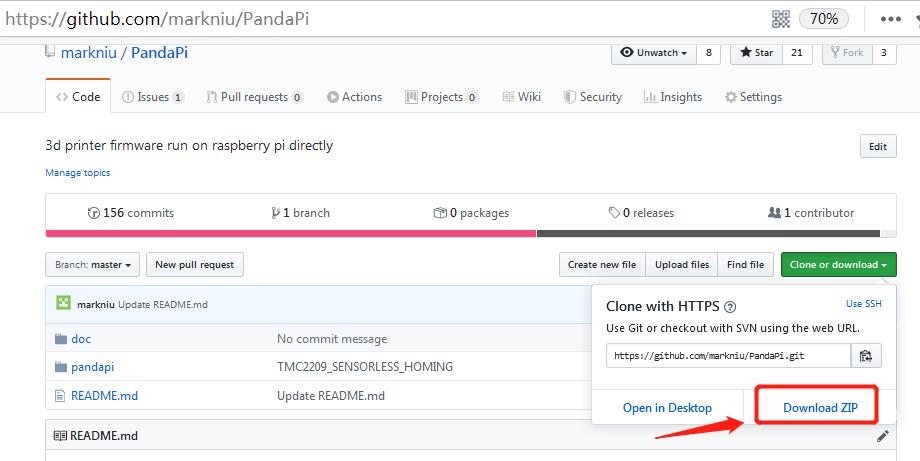 https://github.com/markniu/PandaPi
70%
markniu / PandaPi
Unwatch 8
Star 21
Fork 3
Code
Issues 1
Pull requests 0
Actions
Projects 0
Wiki
Security
Insights
Settings
3d printer firmware run on raspberry pi directly
Edit
Manage topics
156 commits
1 branch
0 packages
0 releases
1 contributor
Branch: master
New pull request
Create new file
Upload files
Find file
Clone or download
markniu Update README.md
Clone with HTTPS
Use SSH
Use Git or checkout with SVN using the web URL.
https://github.com/markniu/PandaPi.git
Open in Desktop
Download ZIP
doc
No commit message
pandapi
TMC2209_SENSORLESS_HOMING
README.md
Update README.md
README.md